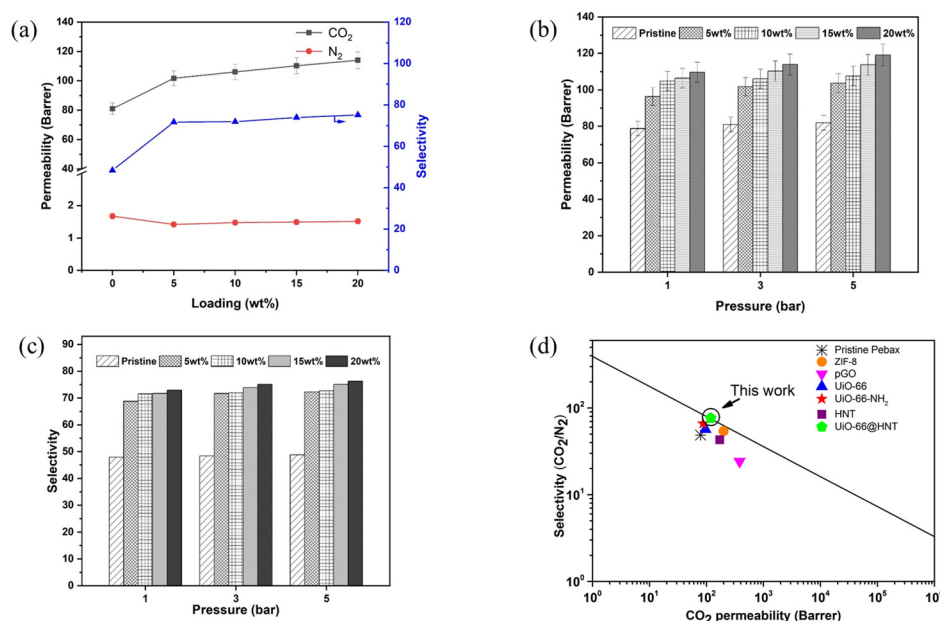 (a)
Permeability (Barrer)
140
120
100
80
60
40
2
1
0
CO2
N2
120
100
80
60
40
20
0
Selectivity
0 5 10 15 20
Loading (wt%)
(b)
Permeability (Barrer)
140
120
100
80
60
40
20
0
Pristine 5wt% 10wt% 15wt% 20wt%
1 3 5
Pressure (bar)
(c)
Selectivity
90
80
70
60
50
40
30
20
10
0
Pristine 5wt% 10wt% 15wt% 20wt%
1 3 5
Pressure (bar)
(d)
Selectivity (CO2/N2)
10^2
10^1
10^0
Pristine Pebax
ZIF-8
pGO
UiO-66
UiO-66-NH2
HNT
UiO-66@HNT
This work
10^0 10^1 10^2 10^3 10^4 10^5 10^6
CO2 permeability (Barrer)